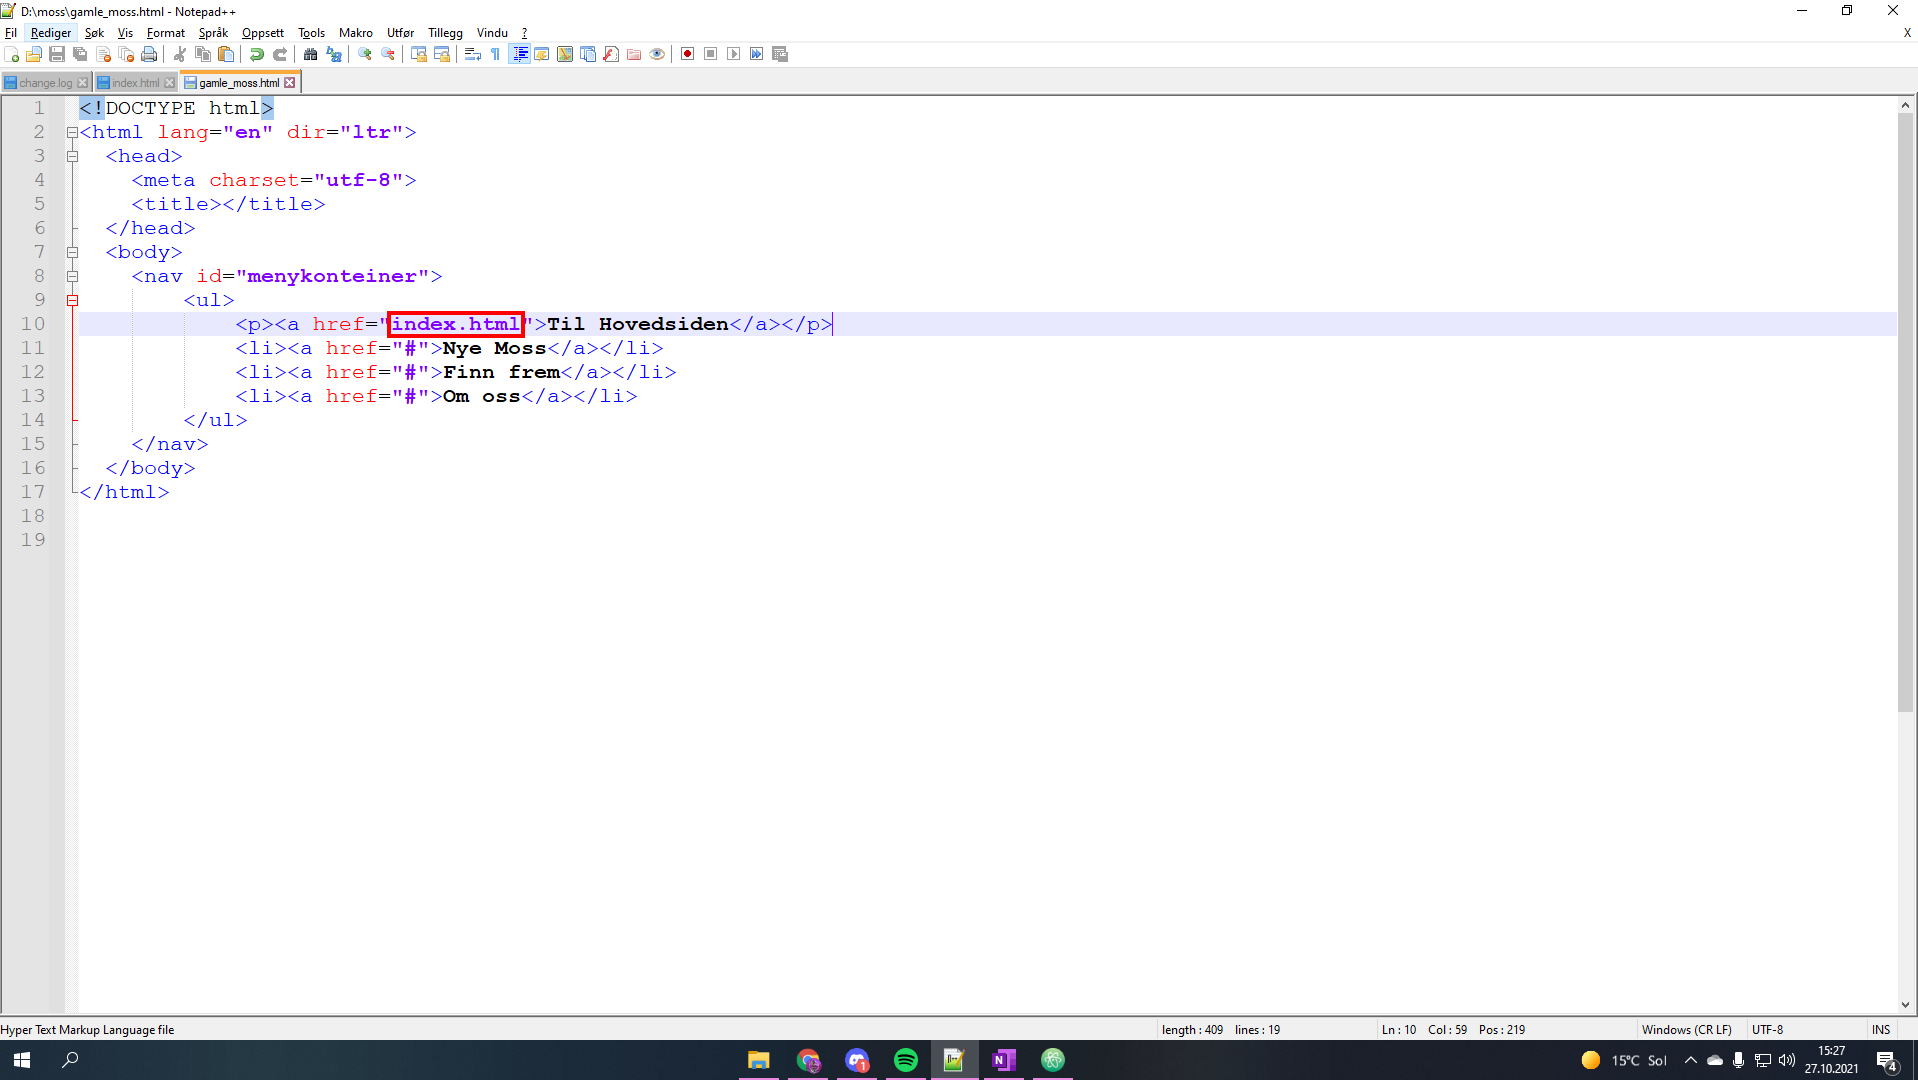 D:\moss\gamle_moss.html - Notepad++
Fil Rediger Søk Vis Format Språk Oppsett Tools Makro Utfør Tillegg Vindu ? X
change.log index.html gamle_moss.html
1 <!DOCTYPE html>
2 <html lang="en" dir="ltr">
3 <head>
4 <meta charset="utf-8">
5 <title></title>
6 </head>
7 <body>
8 <nav id="menykonteiner">
9 <ul>
10 <p><a href="index.html">Til Hovedsiden</a></p>
11 <li><a href="#">Nye Moss</a></li>
12 <li><a href="#">Finn frem</a></li>
13 <li><a href="#">Om oss</a></li>
14 </ul>
15 </nav>
16 </body>
17 </html>
18
19
Hyper Text Markup Language file length : 409 lines : 19 Ln : 10 Col : 59 Pos : 219 Windows (CR LF) UTF-8 INS
1 N 15°C Sol 15:27 4
27.10.2021